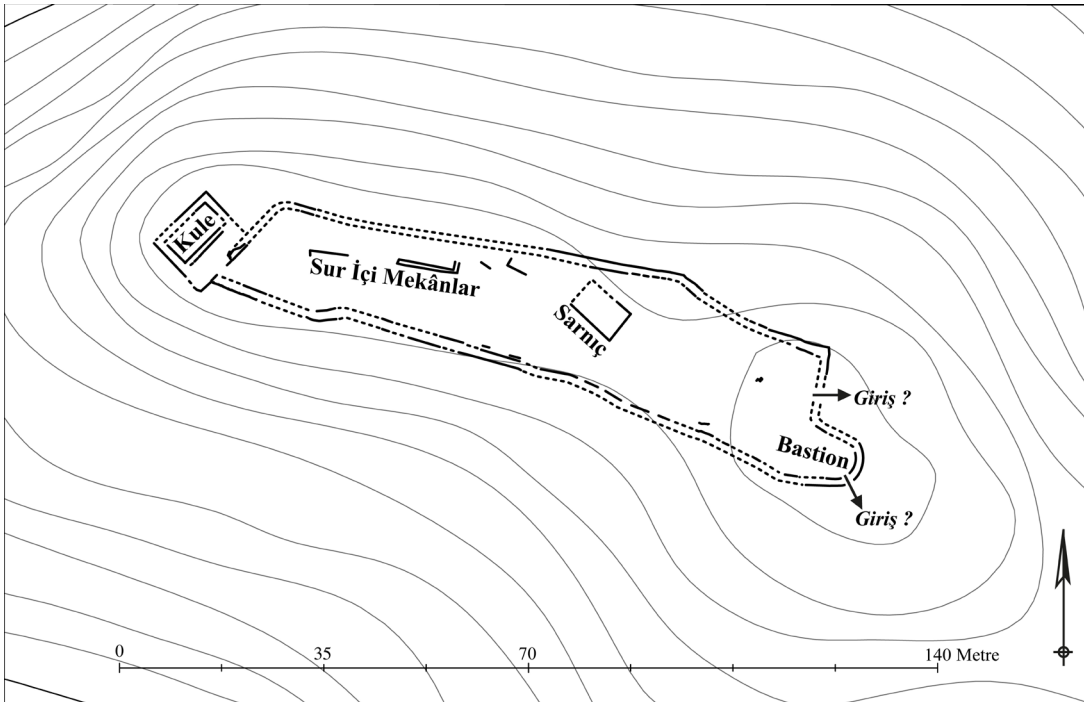 Kule
Sur İçi Mekânlar
Sarnıç
Giriş ?
Bastion
Giriş ?
0 35 70 140 Metre